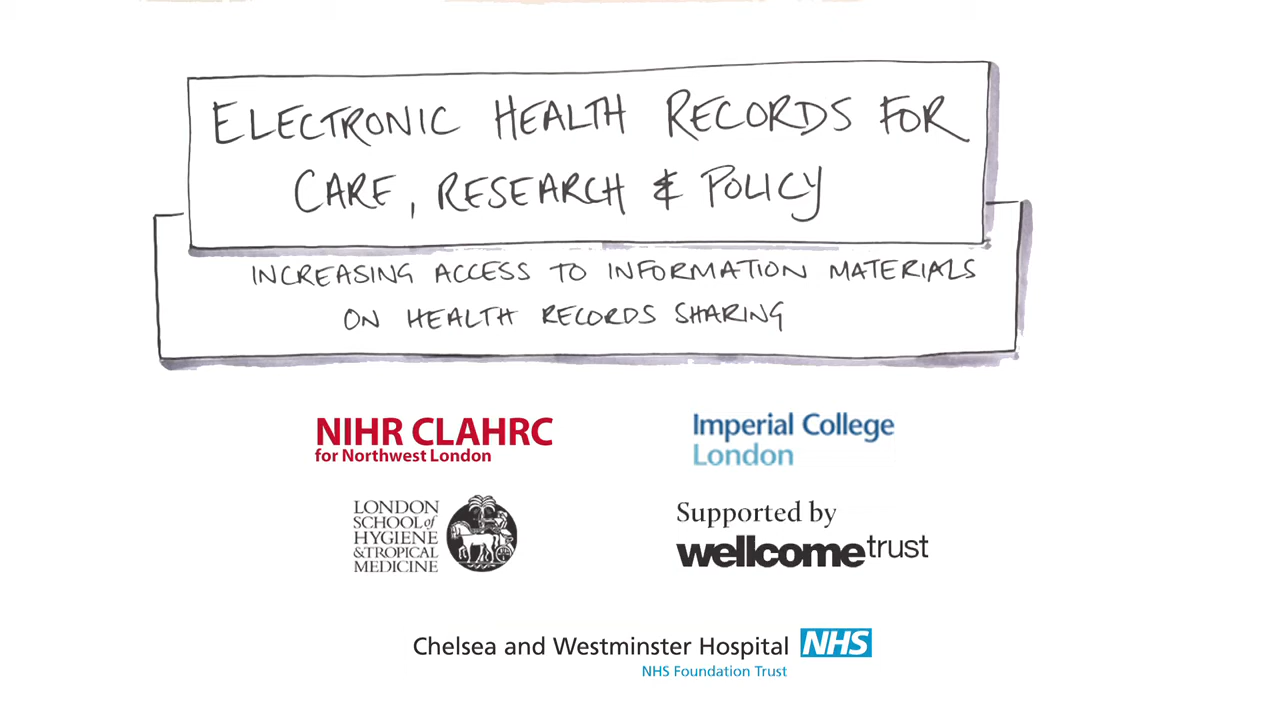 ELECTRONIC HEALTH RECORDS FOR
CARE, RESEARCH & POLICY
INCREASING ACCESS TO INFORMATION MATERIALS
ON HEALTH RECORDS SHARING
NIHR CLAHRC
for Northwest London
Imperial College
London
LONDON
SCHOOL of
HYGIENE
& TROPICAL
MEDICINE
Supported by
wellcometrust
Chelsea and Westminster Hospital NHS
NHS Foundation Trust